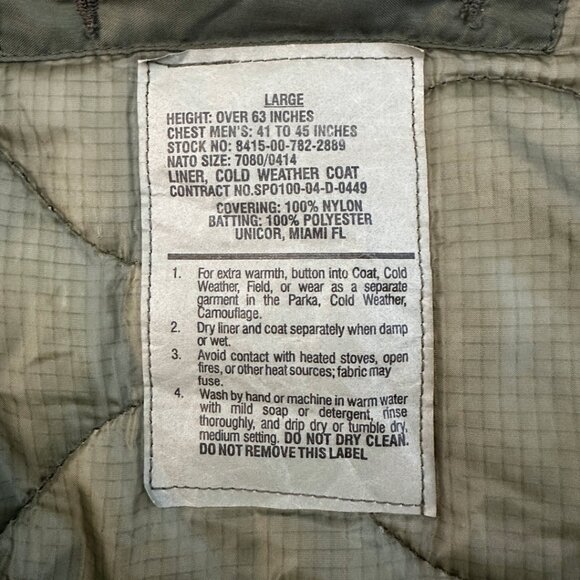 LARGE
HEIGHT: OVER 63 INCHES
CHEST MEN'S: 41 TO 45 INCHES
STOCK NO: 8415-00-782-2889
NATO SIZE: 7080/0414
LINER, COLD WEATHER COAT
CONTRACT NO.SPO100-04-D-0449
COVERING: 100% NYLON
BATTING: 100% POLYESTER
UNICOR, MIAMI FL
1. For extra warmth, button into Coat, Cold
Weather, Field, or wear as a separate
garment in the Parka, Cold Weather,
Camouflage.
2. Dry liner and coat separately when damp
or wet.
3. Avoid contact with heated stoves, open
fires, or other heat sources; fabric may
fuse.
4. Wash by hand or machine in warm water
with mild soap or detergent, rinse
thoroughly, and drip dry or tumble dry,
medium setting. DO NOT DRY CLEAN.
DO NOT REMOVE THIS LABEL